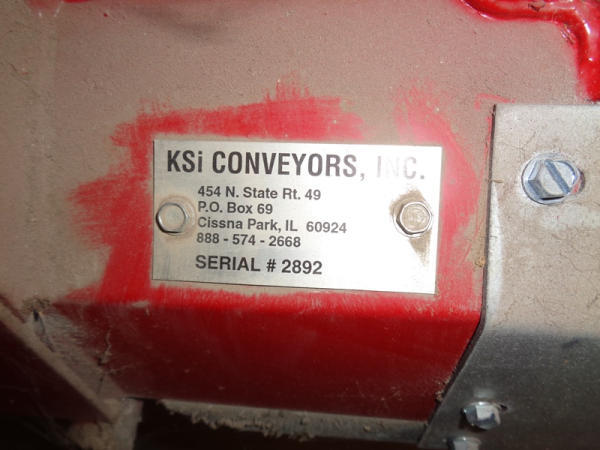 KSi CONVEYORS, INC.
454 N. State Rt. 49
P.O. Box 69
Cissna Park, IL 60924
888 - 574 - 2668
SERIAL # 2892